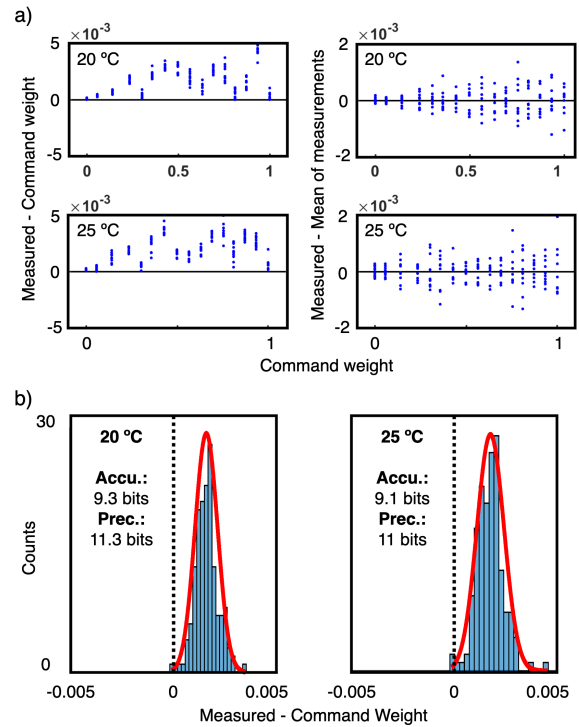 a)
×10⁻³
×10⁻³
5
20 ºC
0
-5
0
0.5
1
2
20 ºC
0
-2
0
0.5
1
Measured - Command weight
Measured - Mean of measurements
×10⁻³
×10⁻³
5
25 ºC
0
-5
0
1
2
25 ºC
0
-2
0
1
Command weight
b)
30
Counts
0
20 ºC
Accu.:
9.3 bits
Prec.:
11.3 bits
25 ºC
Accu.:
9.1 bits
Prec.:
11 bits
-0.005
0
0.005
-0.005
0
0.005
Measured - Command Weight